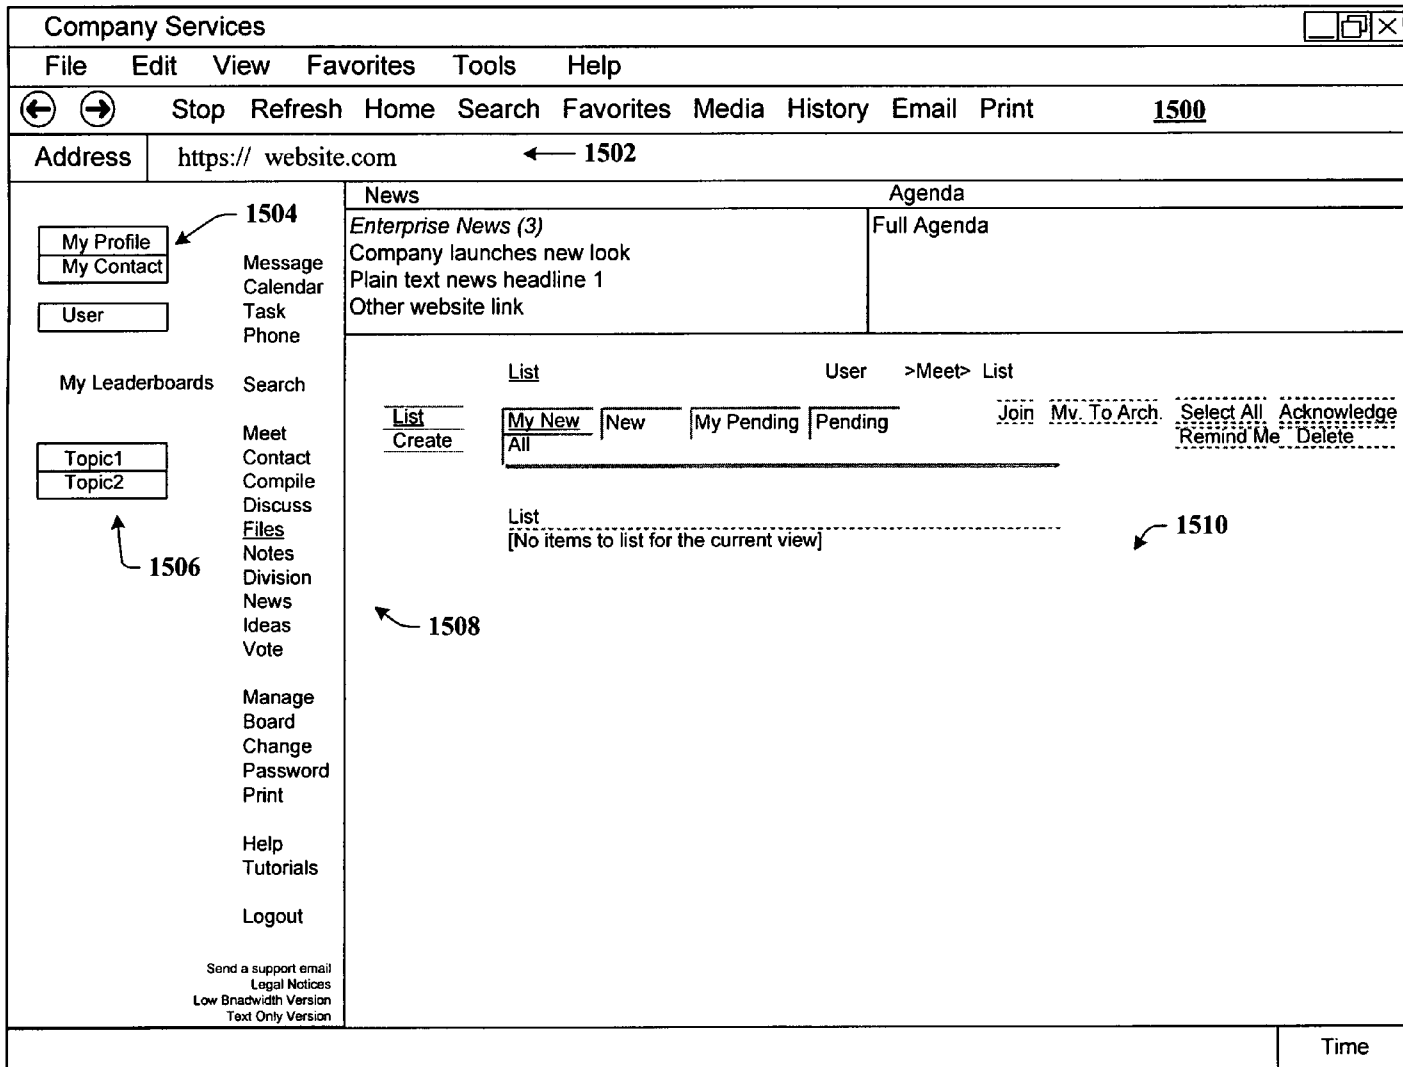 Company Services
File Edit View Favorites Tools Help
Stop Refresh Home Search Favorites Media History Email Print 1500
Address https:// website.com 1502
1504
My Profile
My Contact
User
My Leaderboards
Topic1
Topic2
1506
Message
Calendar
Task
Phone
Search
Meet
Contact
Compile
Discuss
Files
Notes
Division
News
Ideas
Vote
Manage
Board
Change
Password
Print
Help
Tutorials
Logout
Send a support email
Legal Notices
Low Bnadwidth Version
Text Only Version
News Agenda
Enterprise News (3)
Company launches new look
Plain text news headline 1
Other website link
Full Agenda
List User >Meet> List
List
Create
My New New My Pending Pending
All
Join Mv. To Arch. Select All Acknowledge
Remind Me Delete
List
[No items to list for the current view]
1510
1508
Time